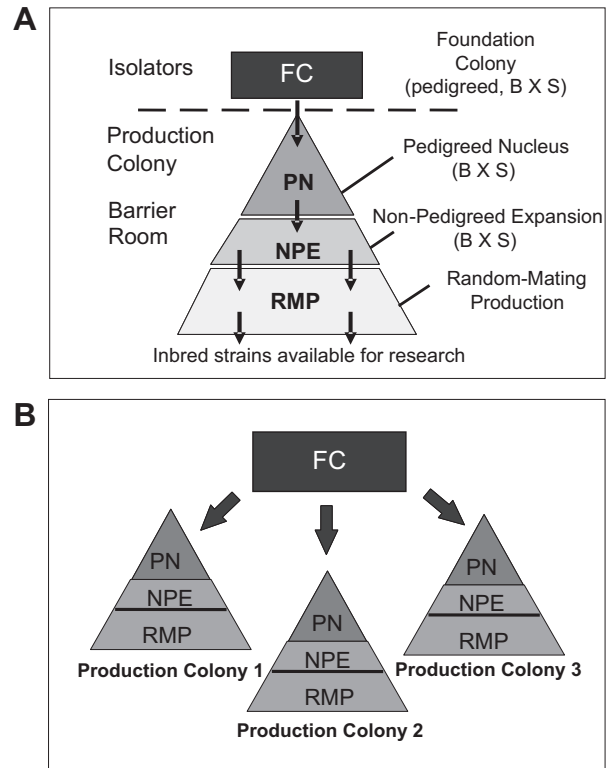 A
Isolators
FC
Foundation
Colony
(pedigreed, B X S)
Production
Colony
Barrier
Room
PN
Pedigreed Nucleus
(B X S)
NPE
Non-Pedigreed Expansion
(B X S)
RMP
Random-Mating
Production
Inbred strains available for research
B
FC
PN
NPE
RMP
Production Colony 1
PN
NPE
RMP
Production Colony 2
PN
NPE
RMP
Production Colony 3